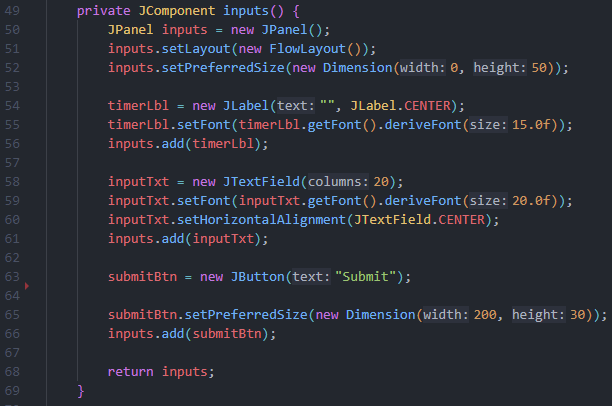 49 private JComponent inputs() {
50 JPanel inputs = new JPanel();
51 inputs.setLayout(new FlowLayout());
52 inputs.setPreferredSize(new Dimension(width: 0, height: 50));
53
54 timerLbl = new JLabel(text: "", JLabel.CENTER);
55 timerLbl.setFont(timerLbl.getFont().deriveFont(size: 15.0f));
56 inputs.add(timerLbl);
57
58 inputTxt = new JTextField(columns: 20);
59 inputTxt.setFont(inputTxt.getFont().deriveFont(size: 20.0f));
60 inputTxt.setHorizontalAlignment(JTextField.CENTER);
61 inputs.add(inputTxt);
62
63 submitBtn = new JButton(text: "Submit");
64
65 submitBtn.setPreferredSize(new Dimension(width: 200, height: 30));
66 inputs.add(submitBtn);
67
68 return inputs;
69 }